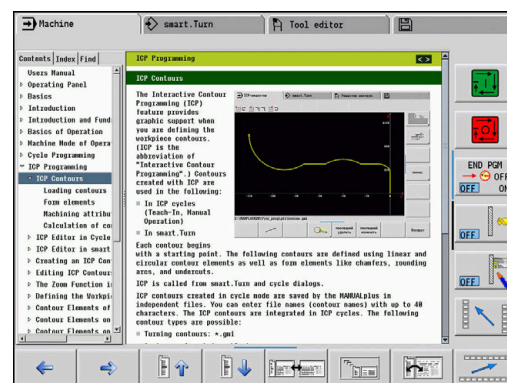 Machine
smart.Turn
Tool editor
Contents Index Find
ICP Programming
ICP Contours
Users Manual
Operating Panel
Basics
Introduction
Introduction and Fund
Basics of Operation
Machine Mode of Opera
Cycle Programming
ICP Programming
ICP Contours
Loading contours
Form elements
Machining attribu
Calculation of co
ICP Editor in Cycle
ICP Editor in smart
Creating an ICP Con
Editing ICP Contour
The Zoom Function i
Defining the Workpi
Contour Elements of
Contour Elements on
Contour Elements on
The Interactive Contour
Programming (ICP)
feature provides
graphic support when
you are defining the
workpiece contours.
(ICP is the
abbreviation of
"Interactive Contour
Programming".) Contours
created with ICP are
used in the following:
In ICP cycles
(Teach-In, Manual
Operation)
In smart.Turn
Each contour begins
with a starting point. The following contours are defined using linear and
circular contour elements as well as form elements like chamfers, rounding
arcs, and undercuts.
ICP is called from smart.Turn and cycle dialogs.
ICP contours created in cycle mode are saved by the MANUALplus in
independent files. You can enter file names (contour names) with up to 40
characters. The ICP contours are integrated in ICP cycles. The following
contour types are possible:
Turning contours: *.gmi
smart.Turn
END PGM
OFF
OFF ON
OFF
OFF